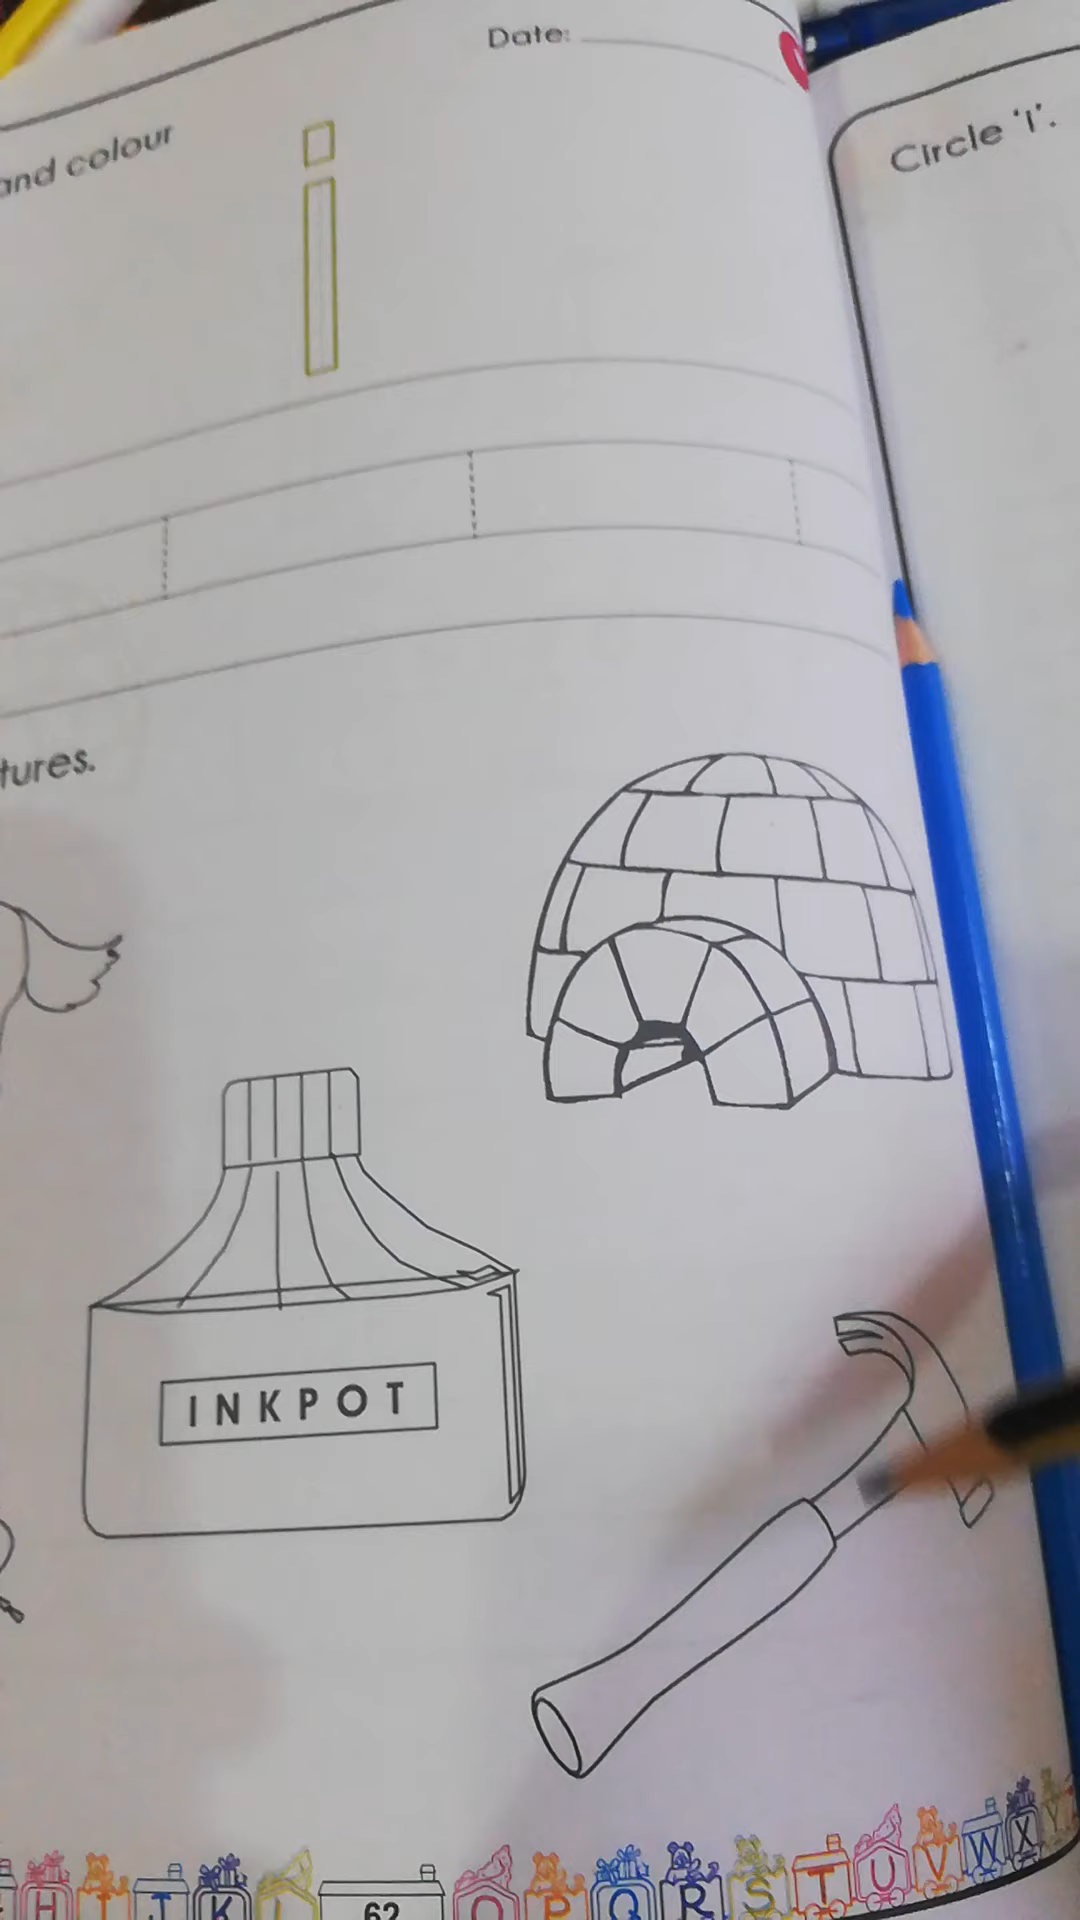 Date:
and colour
i
Circle 'i'.
tures.
INKPOT
H I J K L 62 O P Q R S T U V W X Y